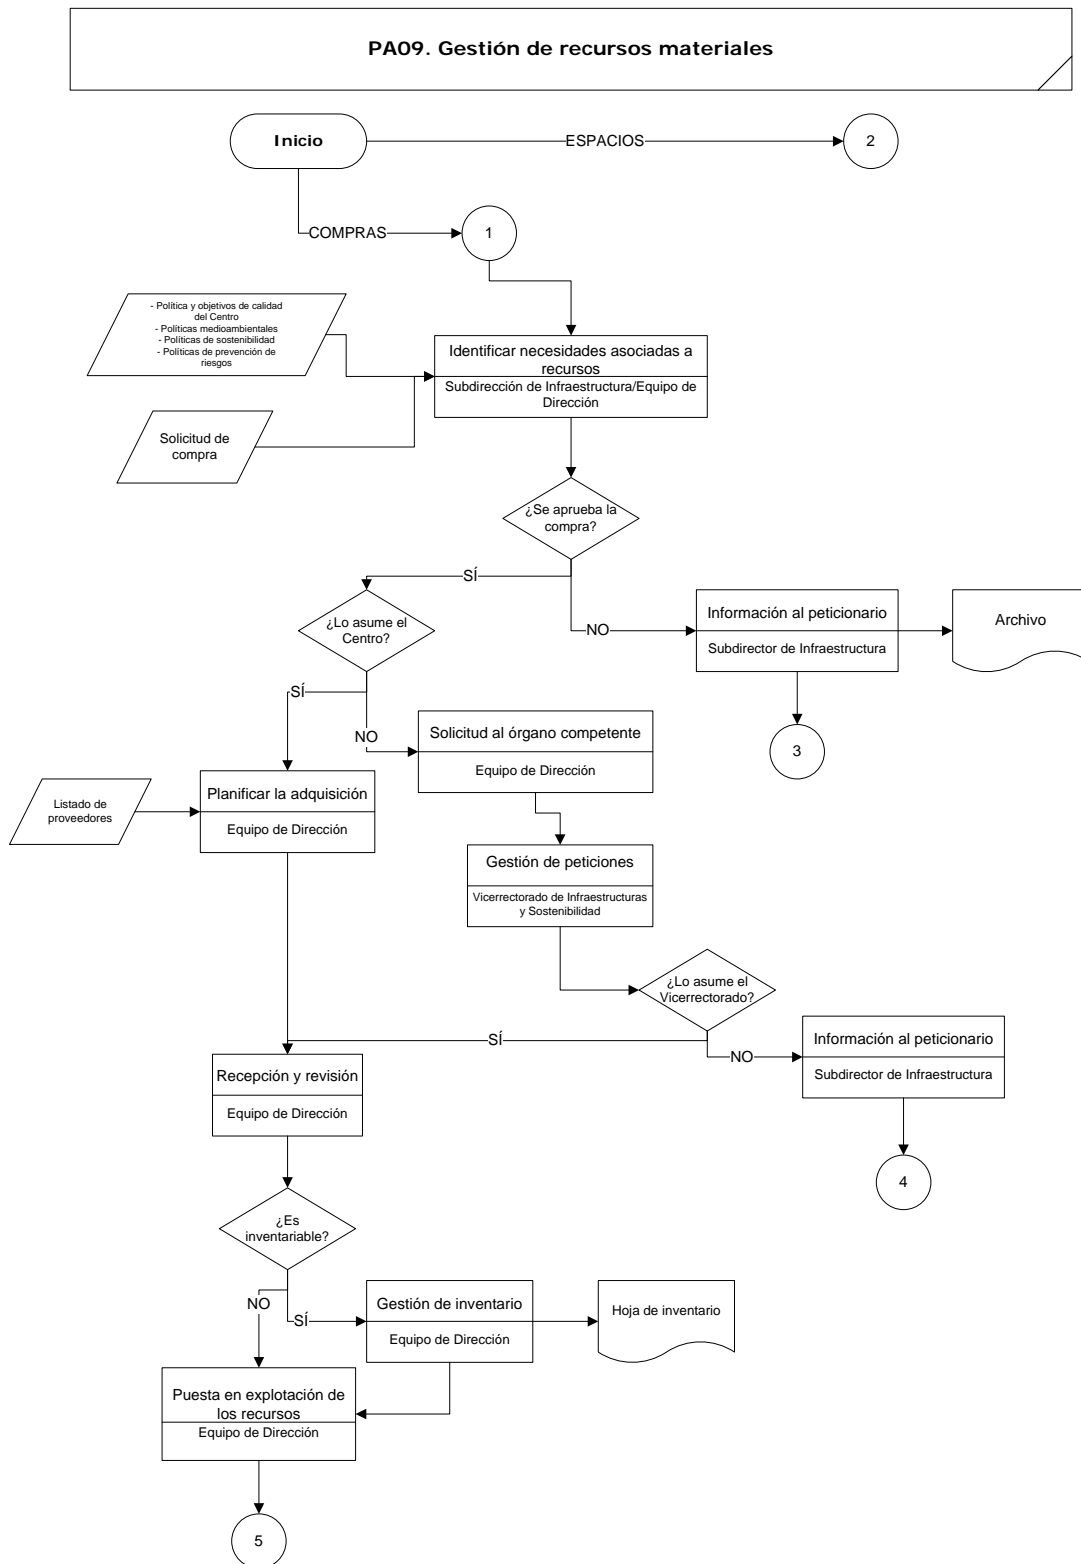 PA09. Gestión de recursos materiales
Inicio
ESPACIOS
2
COMPRAS
1
- Política y objetivos de calidad
del Centro
- Políticas medioambientales
- Políticas de sostenibilidad
- Políticas de prevención de
riesgos
Identificar necesidades asociadas a
recursos
Subdirección de Infraestructura/Equipo de
Dirección
Solicitud de
compra
¿Se aprueba la
compra?
SÍ
NO
¿Lo asume el
Centro?
Información al peticionario
Subdirector de Infraestructura
Archivo
3
SÍ
NO
Solicitud al órgano competente
Equipo de Dirección
Listado de
proveedores
Planificar la adquisición
Equipo de Dirección
Gestión de peticiones
Vicerrectorado de Infraestructuras
y Sostenibilidad
¿Lo asume el
Vicerrectorado?
SÍ
NO
Información al peticionario
Subdirector de Infraestructura
4
Recepción y revisión
Equipo de Dirección
¿Es
inventariable?
NO
SÍ
Gestión de inventario
Equipo de Dirección
Hoja de inventario
Puesta en explotación de
los recursos
Equipo de Dirección
5